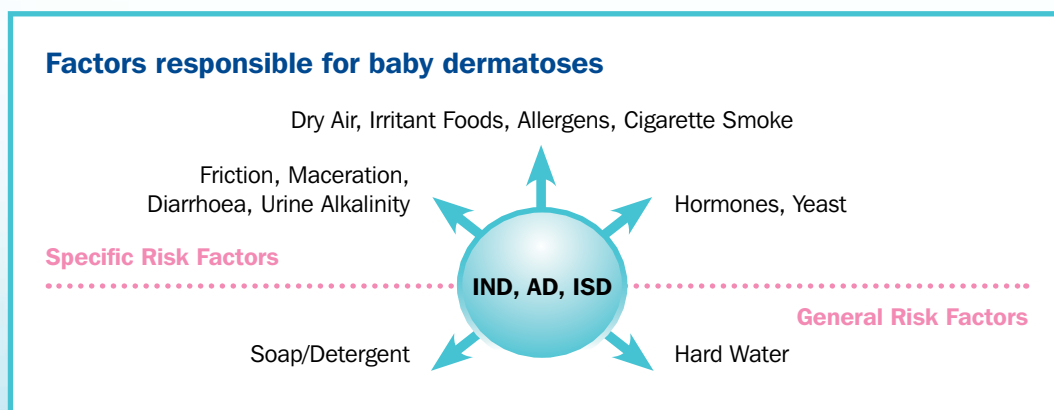 Factors responsible for baby dermatoses
Dry Air, Irritant Foods, Allergens, Cigarette Smoke
Friction, Maceration,
Diarrhoea, Urine Alkalinity
Hormones, Yeast
Specific Risk Factors
IND, AD, ISD
General Risk Factors
Soap/Detergent
Hard Water